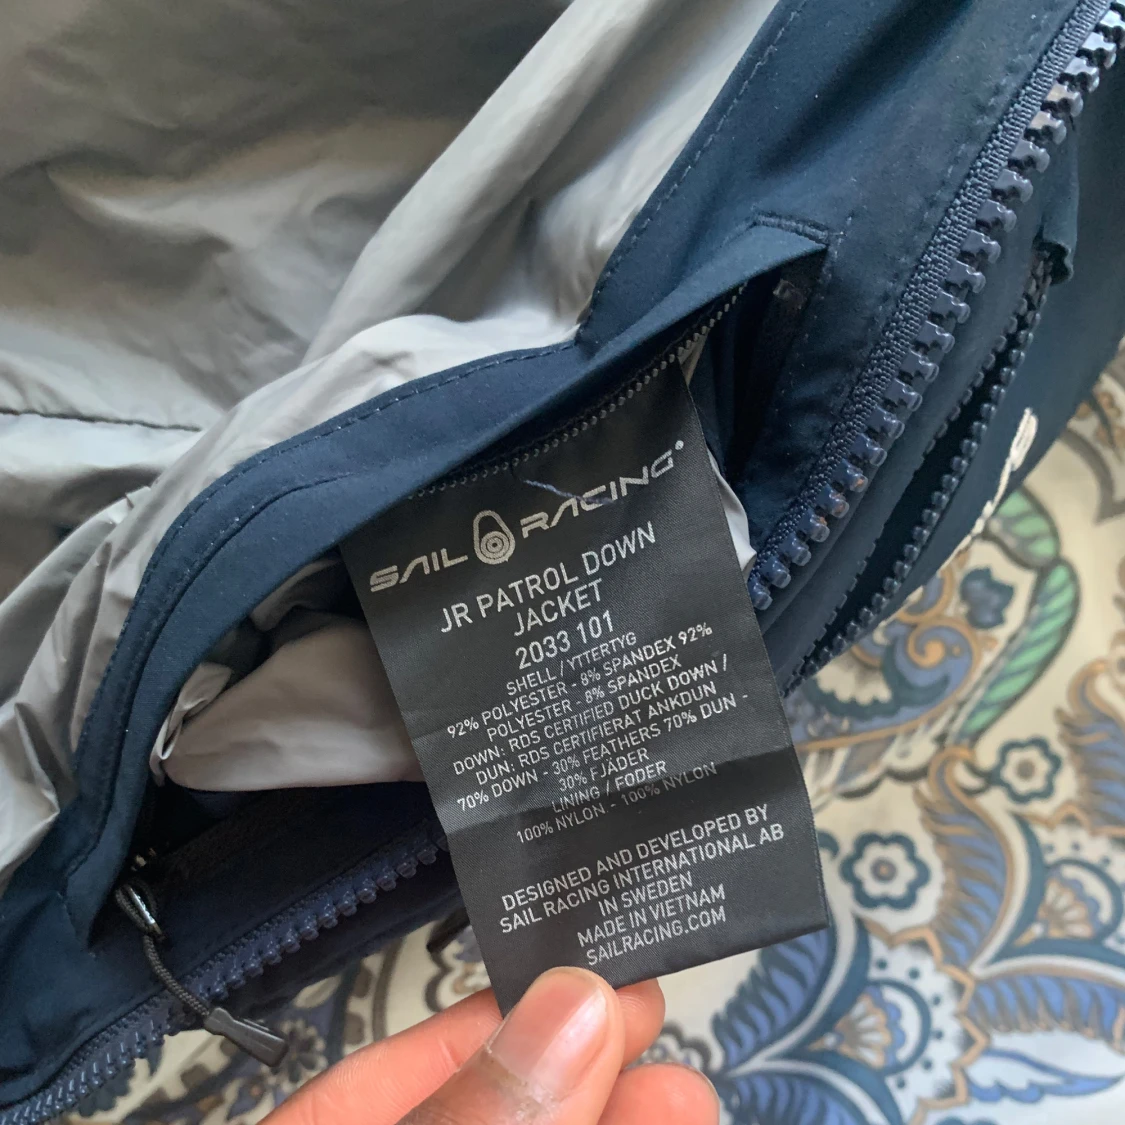 SAIL RACING®
JR PATROL DOWN
JACKET
2033 101
SHELL / YTTERTYG
92% POLYESTER - 8% SPANDEX 92%
POLYESTER - 8% SPANDEX
DOWN: RDS CERTIFIED DUCK DOWN /
DUN: RDS CERTIFIERAT ANKDUN
70% DOWN - 30% FEATHERS 70% DUN -
30% FJÄDER
LINING / FODER
100% NYLON - 100% NYLON
DESIGNED AND DEVELOPED BY
SAIL RACING INTERNATIONAL AB
IN SWEDEN
MADE IN VIETNAM
SAILRACING.COM